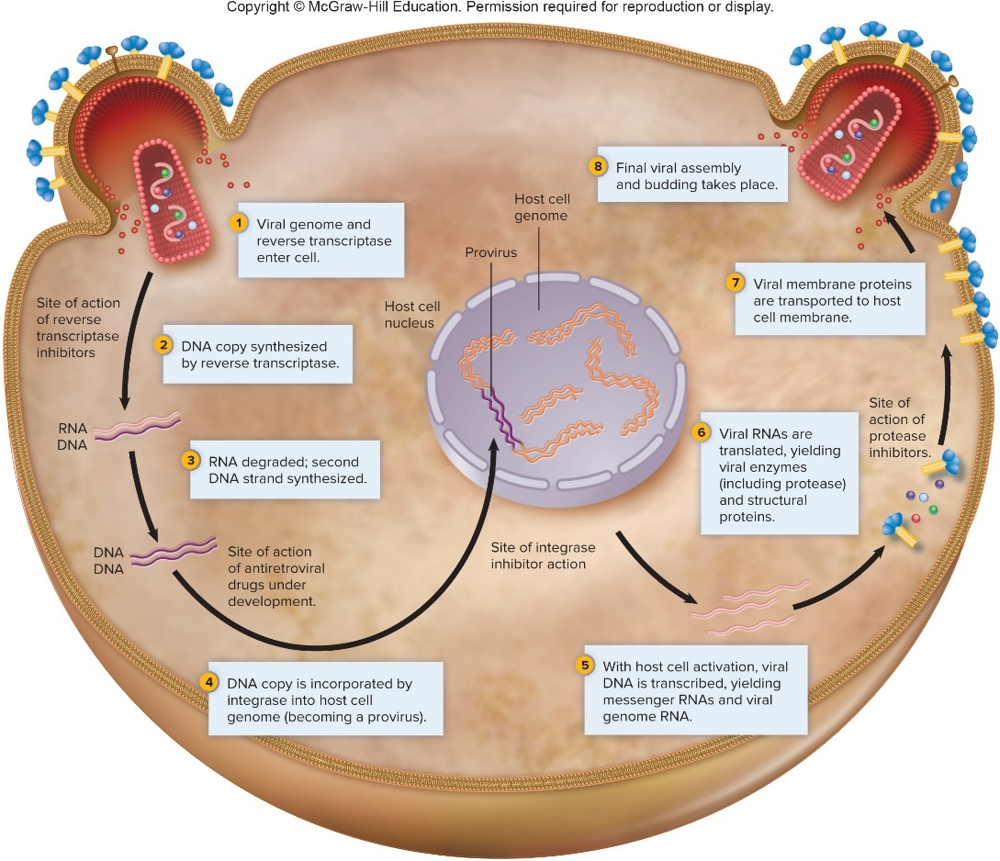 Copyright © McGraw-Hill Education. Permission required for reproduction or display.
1
Viral genome and
reverse transcriptase
enter cell.
Site of action
of reverse
transcriptase
inhibitors
2
DNA copy synthesized
by reverse transcriptase.
RNA
DNA
3
RNA degraded; second
DNA strand synthesized.
DNA
DNA
Site of action
of antiretroviral
drugs under
development.
4
DNA copy is incorporated by
integrase into host cell
genome (becoming a provirus).
Host cell
nucleus
Provirus
Host cell
genome
Site of integrase
inhibitor action
5
With host cell activation, viral
DNA is transcribed, yielding
messenger RNAs and viral
genome RNA.
6
Viral RNAs are
translated, yielding
viral enzymes
(including protease)
and structural
proteins.
Site of
action of
protease
inhibitors.
7
Viral membrane proteins
are transported to host
cell membrane.
8
Final viral assembly
and budding takes place.